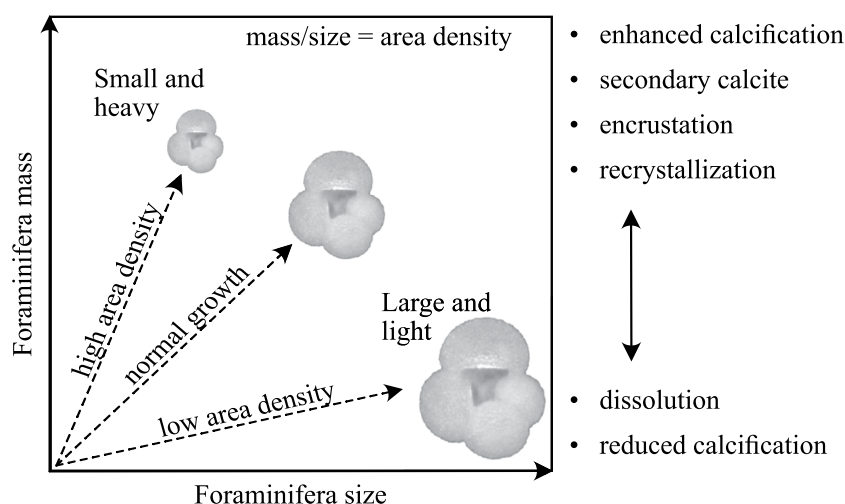 mass/size = area density
Small and
heavy
high area density
normal growth
Large and
light
low area density
Foraminifera mass
Foraminifera size
• enhanced calcification
• secondary calcite
• encrustation
• recrystallization
• dissolution
• reduced calcification